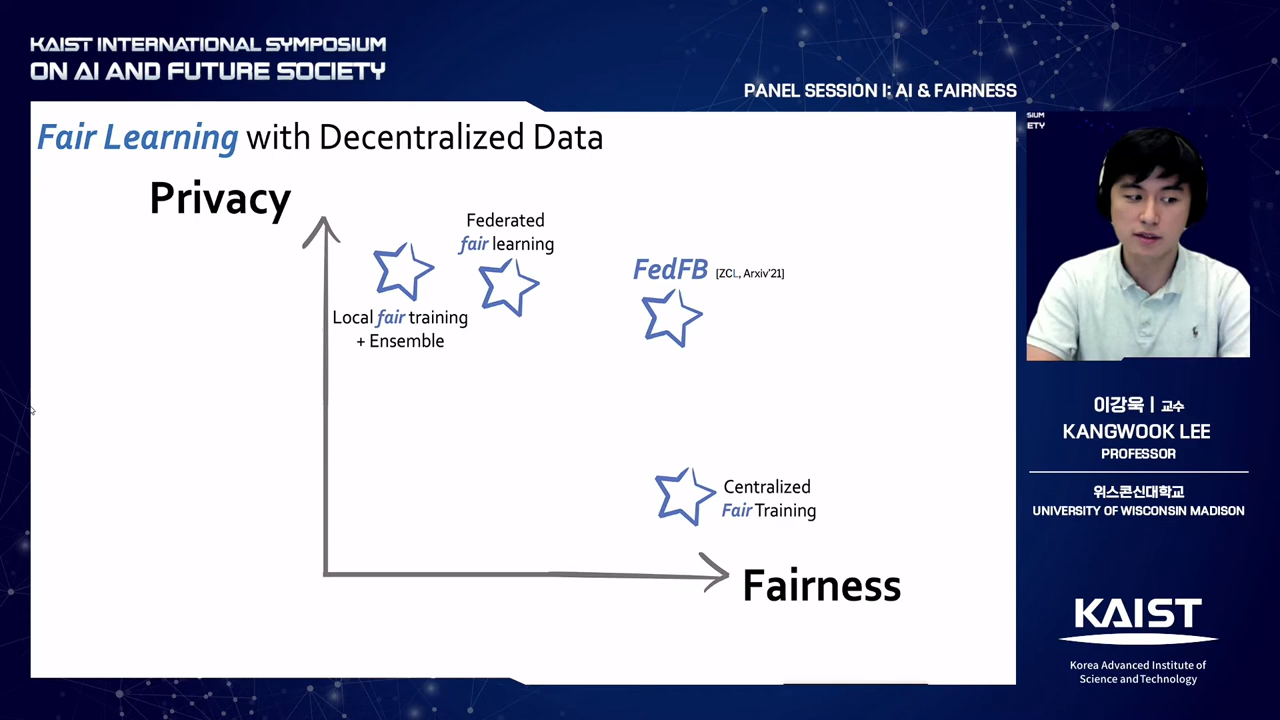 KAIST INTERNATIONAL SYMPOSIUM
ON AI AND FUTURE SOCIETY
PANEL SESSION I: AI & FAIRNESS
Fair Learning with Decentralized Data
Privacy
Federated
fair learning
Local fair training
+ Ensemble
FedFB [ZCL, Arxiv'21]
Centralized
Fair Training
Fairness
SIUM
ETY
이강욱 | 교수
KANGWOOK LEE
PROFESSOR
위스콘신대학교
UNIVERSITY OF WISCONSIN MADISON
KAIST
Korea Advanced Institute of
Science and Technology